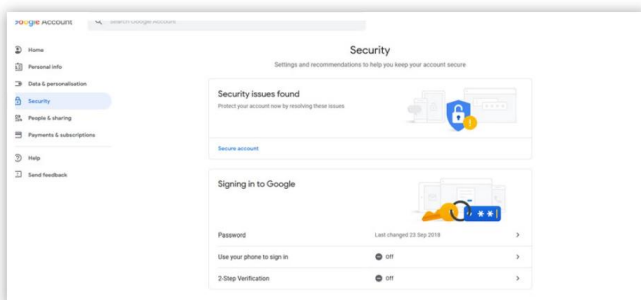 Google Account
Search Google Account
Home
Personal info
Data & personalisation
Security
People & sharing
Payments & subscriptions
Help
Send feedback
Security
Settings and recommendations to help you keep your account secure
Security issues found
Protect your account now by resolving these issues
Secure account
Signing in to Google
Password Last changed 23 Sep 2018
Use your phone to sign in Off
2-Step Verification Off